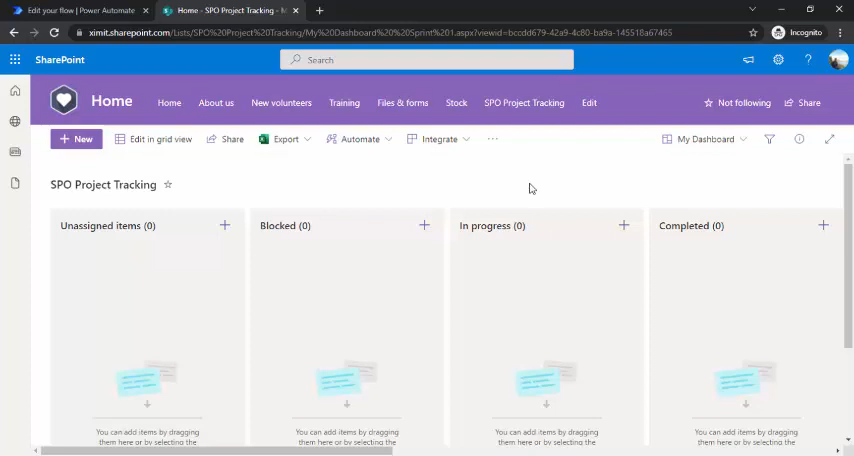 Edit your flow | Power Automate
Home - SPO Project Tracking - M
ximit.sharepoint.com/Lists/SPO%20Project%20Tracking/My%20Dashboard%20%20Sprint%201.aspx?viewid=bccdd679-42a9-4c80-ba9a-145518a67465
Incognito
SharePoint
Search
Home
Home
About us
New volunteers
Training
Files & forms
Stock
SPO Project Tracking
Edit
Not following
Share
New
Edit in grid view
Share
Export
Automate
Integrate
My Dashboard
SPO Project Tracking
Unassigned items (0)
Blocked (0)
In progress (0)
Completed (0)
You can add items by dragging
them here or by selecting the
You can add items by dragging
them here or by selecting the
You can add items by dragging
them here or by selecting the
You can add items by dragging
them here or by selecting the